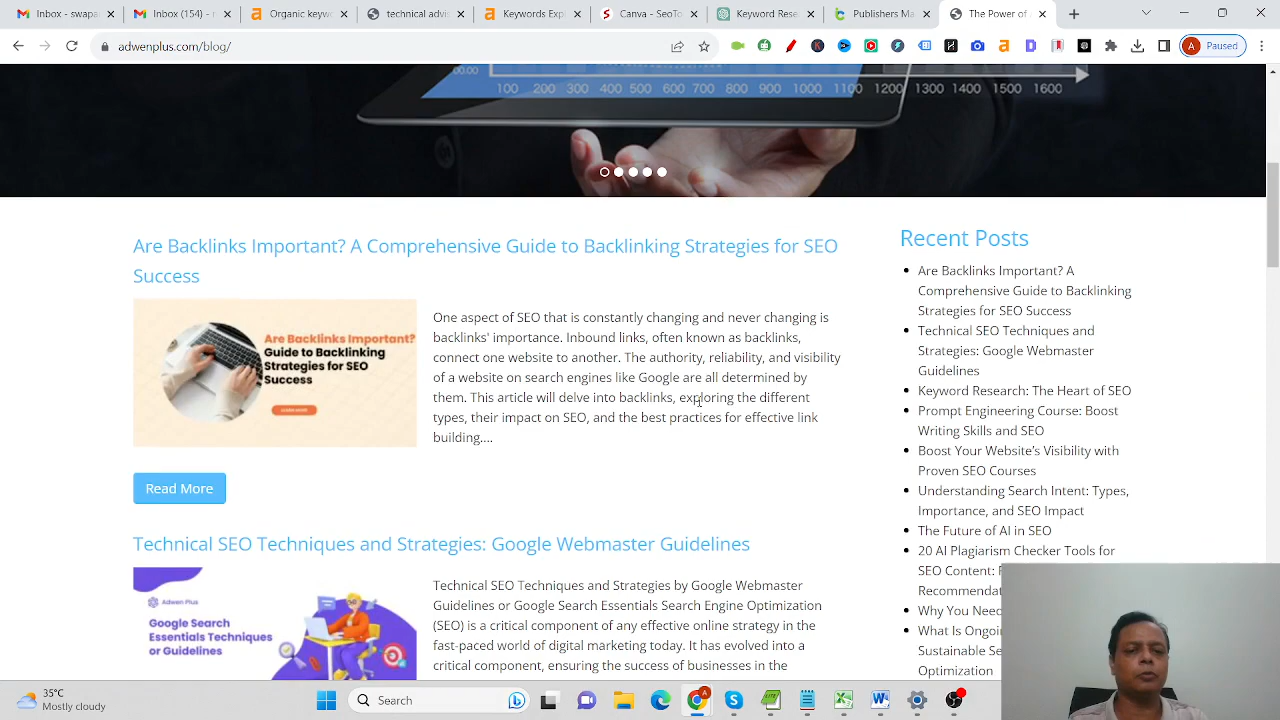 Inbox - swapa
Inbox (154) - r
Organic keyw
technical advis
Keywords Exp
Canva - SeoTo
Keyword Rese
Publishers Ma
The Power of
adwenplus.com/blog/
Paused
00.00
100 200 300 400 500 600 700 800 900 1000 1100 1200 1300 1400 1500 1600
Are Backlinks Important? A Comprehensive Guide to Backlinking Strategies for SEO
Success
Are Backlinks Important?
Guide to Backlinking
Strategies for SEO
Success
LEARN MORE
One aspect of SEO that is constantly changing and never changing is
backlinks' importance. Inbound links, often known as backlinks,
connect one website to another. The authority, reliability, and visibility
of a website on search engines like Google are all determined by
them. This article will delve into backlinks, exploring the different
types, their impact on SEO, and the best practices for effective link
building....
Read More
Technical SEO Techniques and Strategies: Google Webmaster Guidelines
Adwen Plus
Google Search
Essentials Techniques
or Guidelines
Technical SEO Techniques and Strategies by Google Webmaster
Guidelines or Google Search Essentials Search Engine Optimization
(SEO) is a critical component of any effective online strategy in the
fast-paced world of digital marketing today. It has evolved into a
critical component, ensuring the success of businesses in the
Recent Posts
Are Backlinks Important? A
Comprehensive Guide to Backlinking
Strategies for SEO Success
Technical SEO Techniques and
Strategies: Google Webmaster
Guidelines
Keyword Research: The Heart of SEO
Prompt Engineering Course: Boost
Writing Skills and SEO
Boost Your Website's Visibility with
Proven SEO Courses
Understanding Search Intent: Types,
Importance, and SEO Impact
The Future of AI in SEO
20 AI Plagiarism Checker Tools for
SEO Content:
Recommendat
Why You Need
What Is Ongoi
Sustainable Se
Optimization
35°C
Mostly cloudy
Search